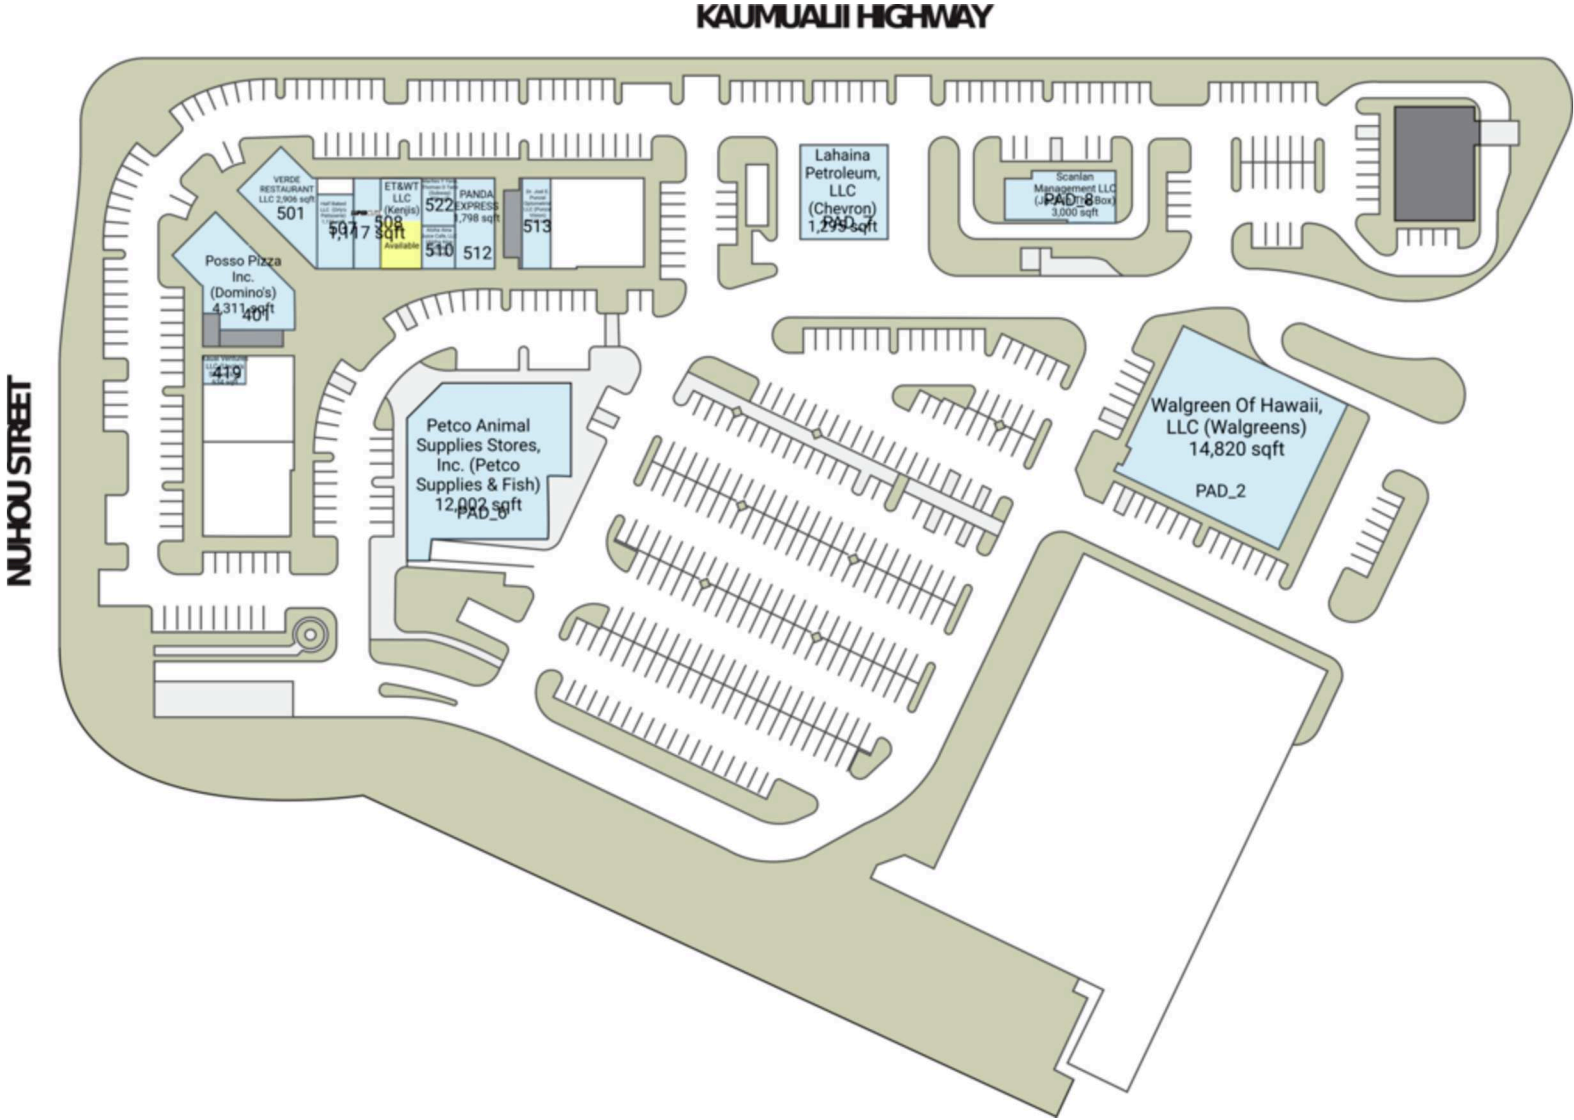 KAUMUALII HIGHWAY
NUHOU STREET
VERDE
RESTAURANT
LLC 2,906 sqft
501
507
1,117 sqft
508
ET&WT
LLC
(Kenjis)
Available
522
510
PANDA
EXPRESS
1,798 sqft
512
513
Posso Pizza
Inc.
(Domino's)
4,311 sqft
401
419
Petco Animal
Supplies Stores,
Inc. (Petco
Supplies & Fish)
12,002 sqft
PAD_6
Lahaina
Petroleum,
LLC
(Chevron)
PAD_7
1,295 sqft
Scanlan
Management LLC
PAD_8
3,000 sqft
Walgreen Of Hawaii,
LLC (Walgreens)
14,820 sqft
PAD_2